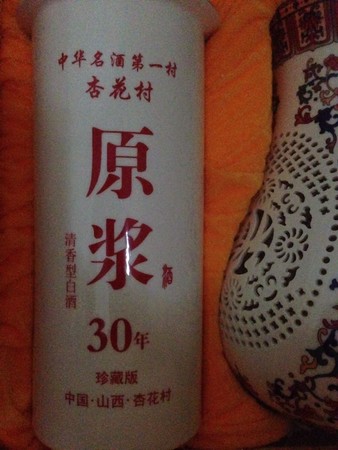 中华名酒第一村
杏花村
原浆
酒
清香型白酒
30年
珍藏版
中国·山西·杏花村